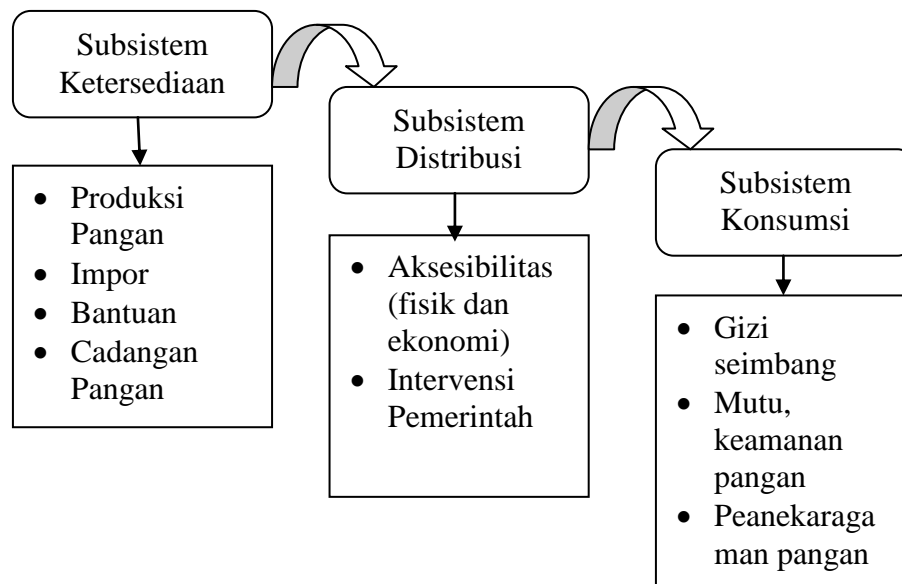 Subsistem
Ketersediaan
Subsistem
Distribusi
Subsistem
Konsumsi
• Produksi
Pangan
• Impor
• Bantuan
• Cadangan
Pangan
• Aksesibilitas
(fisik dan
ekonomi)
• Intervensi
Pemerintah
• Gizi
seimbang
• Mutu,
keamanan
pangan
• Peanekaraga
man pangan